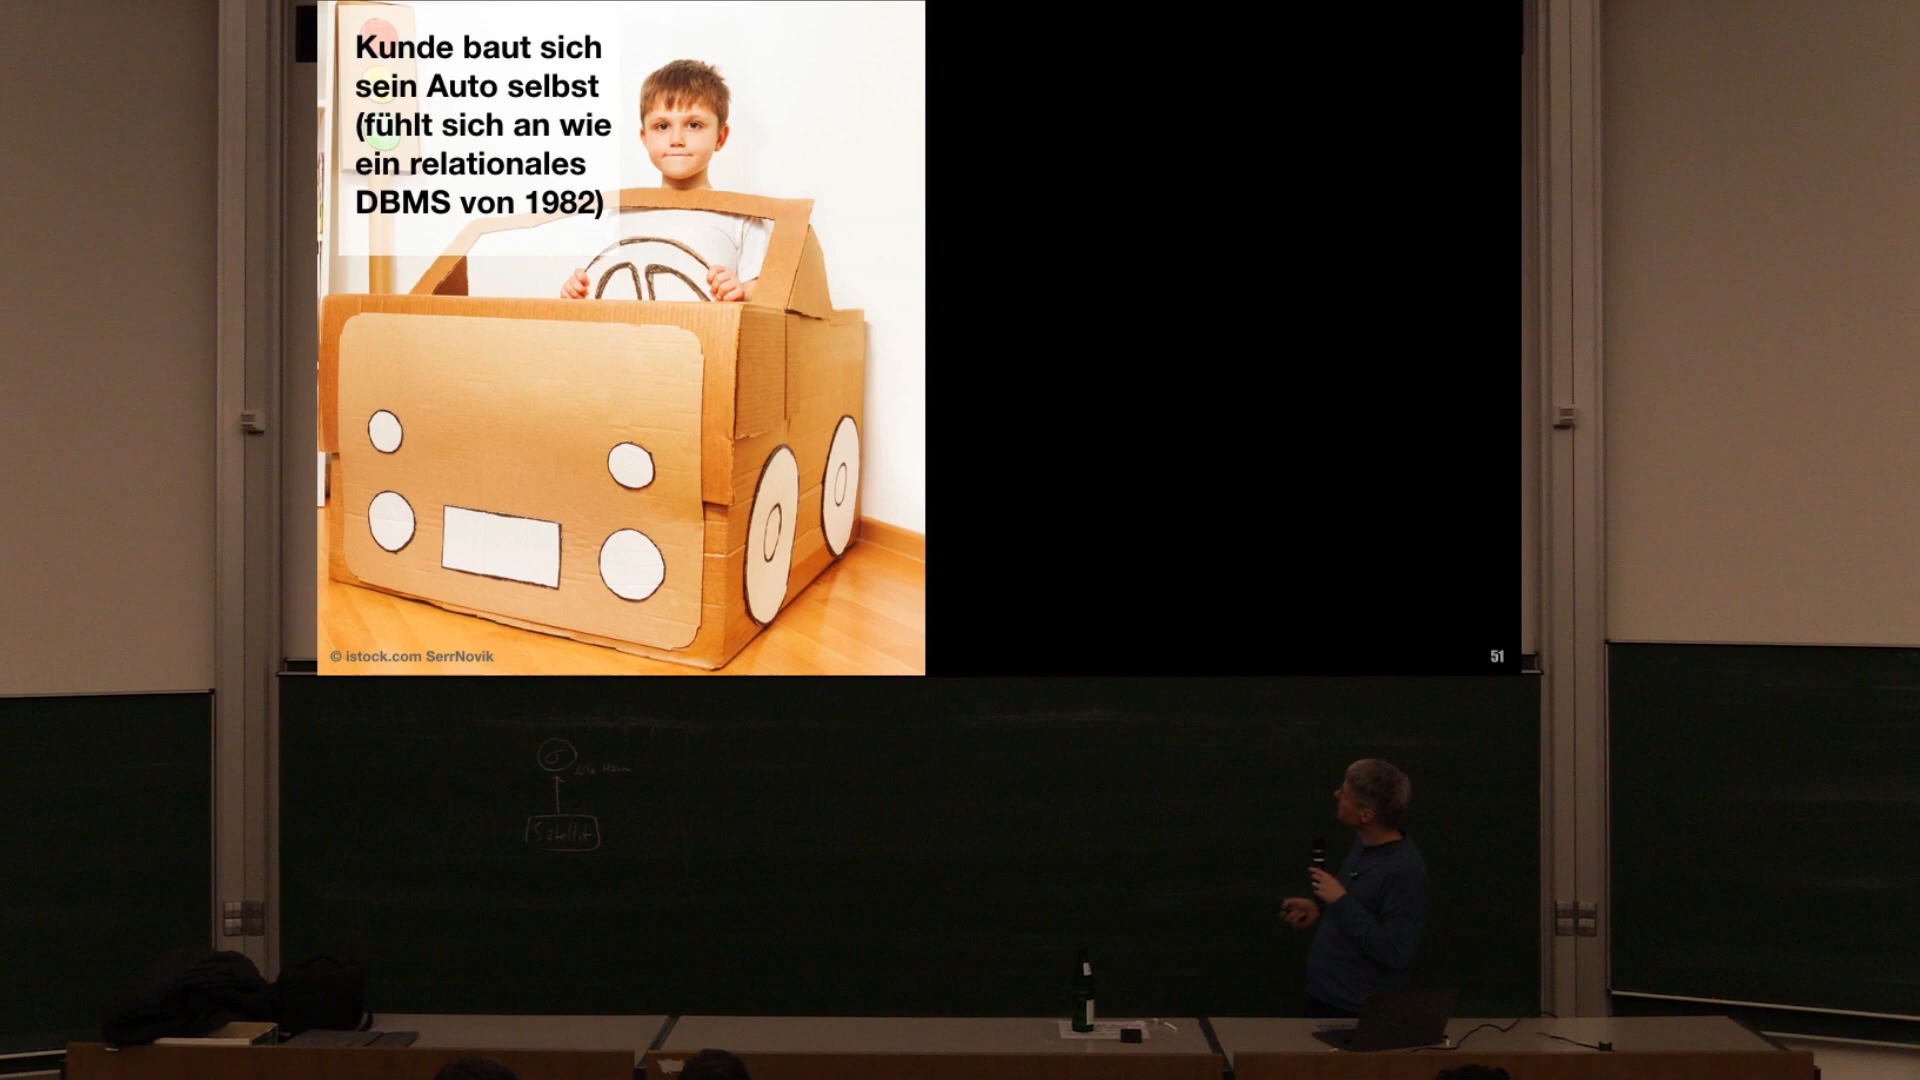 Kunde baut sich
sein Auto selbst
(fühlt sich an wie
ein relationales
DBMS von 1982)
© istock.com SerrNovik
51
σ
Satellit